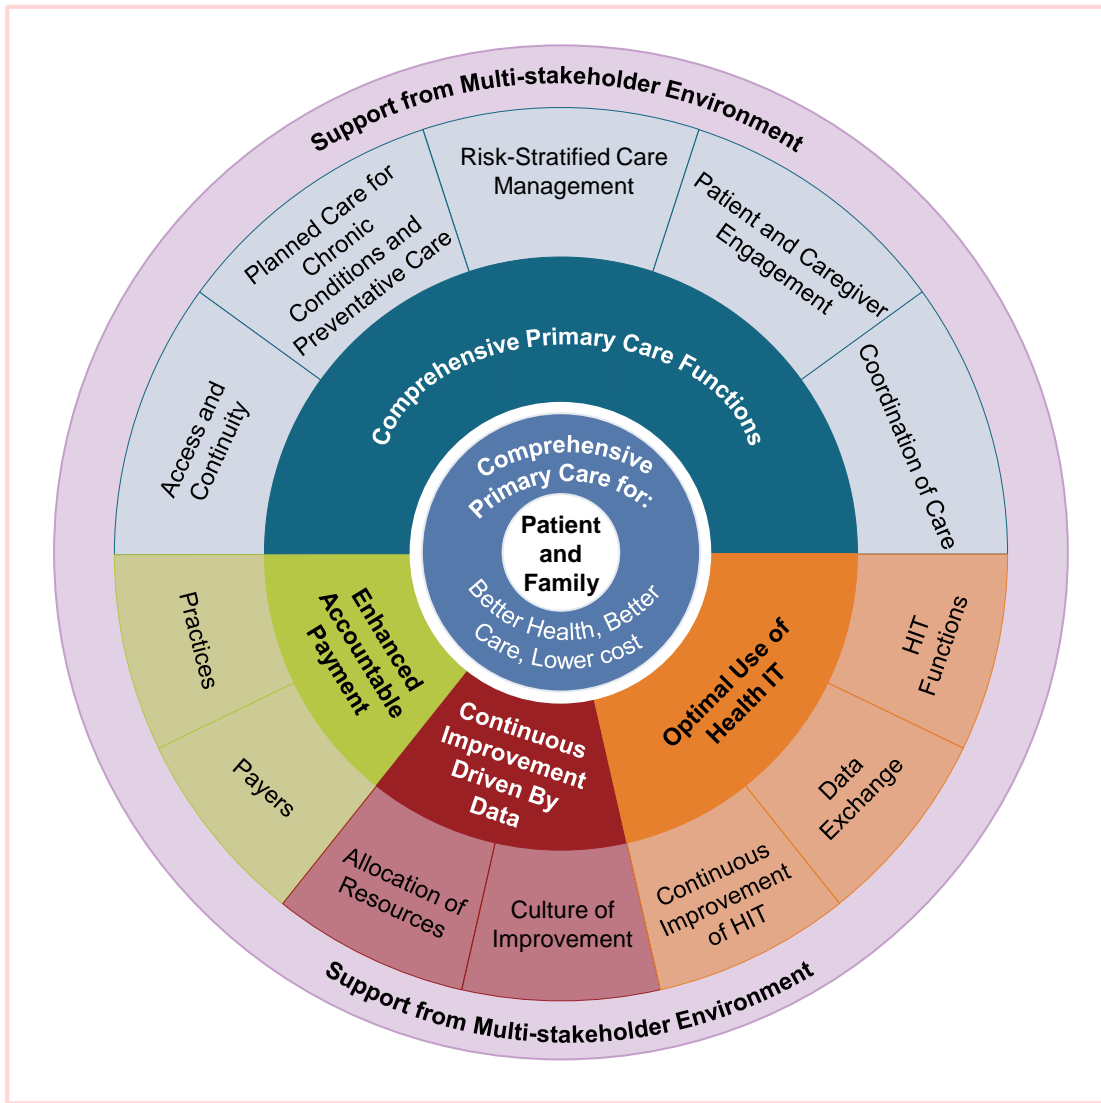 Support from Multi-stakeholder Environment
Risk-Stratified Care
Management
Planned Care for
Chronic
Conditions and
Preventative Care
Patient and Caregiver
Engagement
Access and
Continuity
Coordination of Care
Comprehensive Primary Care Functions
Comprehensive
Primary Care for:
Patient
and
Family
Better Health, Better
Care, Lower cost
Enhanced
Accountable
Payment
Practices
Payers
Continuous
Improvement
Driven By
Data
Allocation of
Resources
Culture of
Improvement
Optimal Use of
Health IT
HIT
Functions
Data
Exchange
Continuous
Improvement
of HIT
Support from Multi-stakeholder Environment